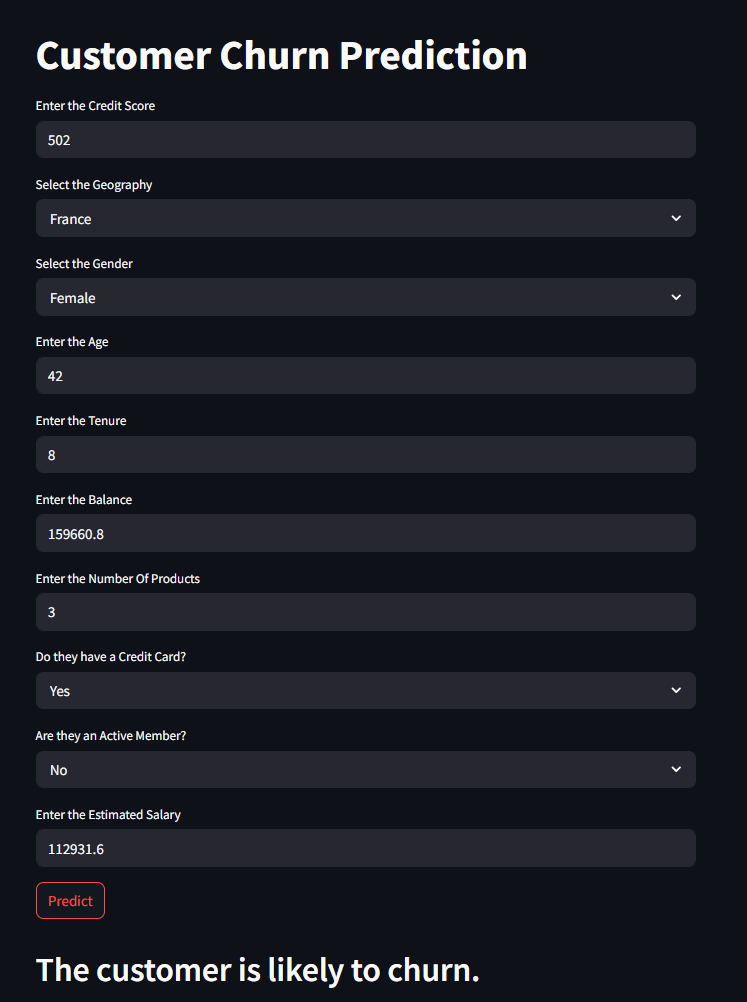 Customer Churn Prediction
Enter the Credit Score
502
Select the Geography
France
Select the Gender
Female
Enter the Age
42
Enter the Tenure
8
Enter the Balance
159660.8
Enter the Number Of Products
3
Do they have a Credit Card?
Yes
Are they an Active Member?
No
Enter the Estimated Salary
112931.6
Predict
The customer is likely to churn.